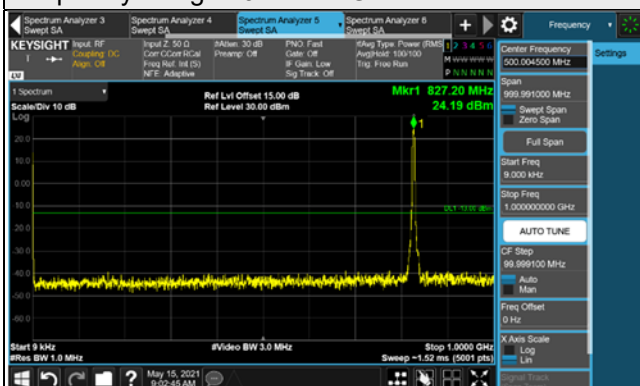 Spectrum Analyzer 3
Swept SA
Spectrum Analyzer 4
Swept SA
Spectrum Analyzer 5
Swept SA
Spectrum Analyzer 6
Swept SA
Frequency
KEYSIGHT
Input: RF
Coupling: DC
Align: Off
Input Z: 50 Ω
Corr CCorr RCal
Freq Ref: Int (S)
NFE: Adaptive
#Atten: 30 dB
Preamp: Off
PNO: Fast
Gate: Off
IF Gain: Low
Sig Track: Off
#Avg Type: Power (RMS
Avg|Hold: 100/100
Trig: Free Run
1 2 3 4 5 6
M W W W W W
P N N N N N
1 Spectrum
Scale/Div 10 dB
Log
Ref Lvl Offset 15.00 dB
Ref Level 30.00 dBm
Mkr1 827.20 MHz
24.19 dBm
1
20.0
10.0
0.00
-10.0
-20.0
-30.0
-40.0
-50.0
-60.0
DL1 -13.00 dBm
Start 9 kHz
#Res BW 1.0 MHz
#Video BW 3.0 MHz
Stop 1.0000 GHz
Sweep ~1.52 ms (5001 pts)
May 15, 2021
9:02:45 AM
Center Frequency
500.004500 MHz
Settings
Span
999.991000 MHz
Swept Span
Zero Span
Full Span
Start Freq
9.000 kHz
Stop Freq
1.000000000 GHz
AUTO TUNE
CF Step
99.999100 MHz
Auto
Man
Freq Offset
0 Hz
X Axis Scale
Log
Lin
Signal Track